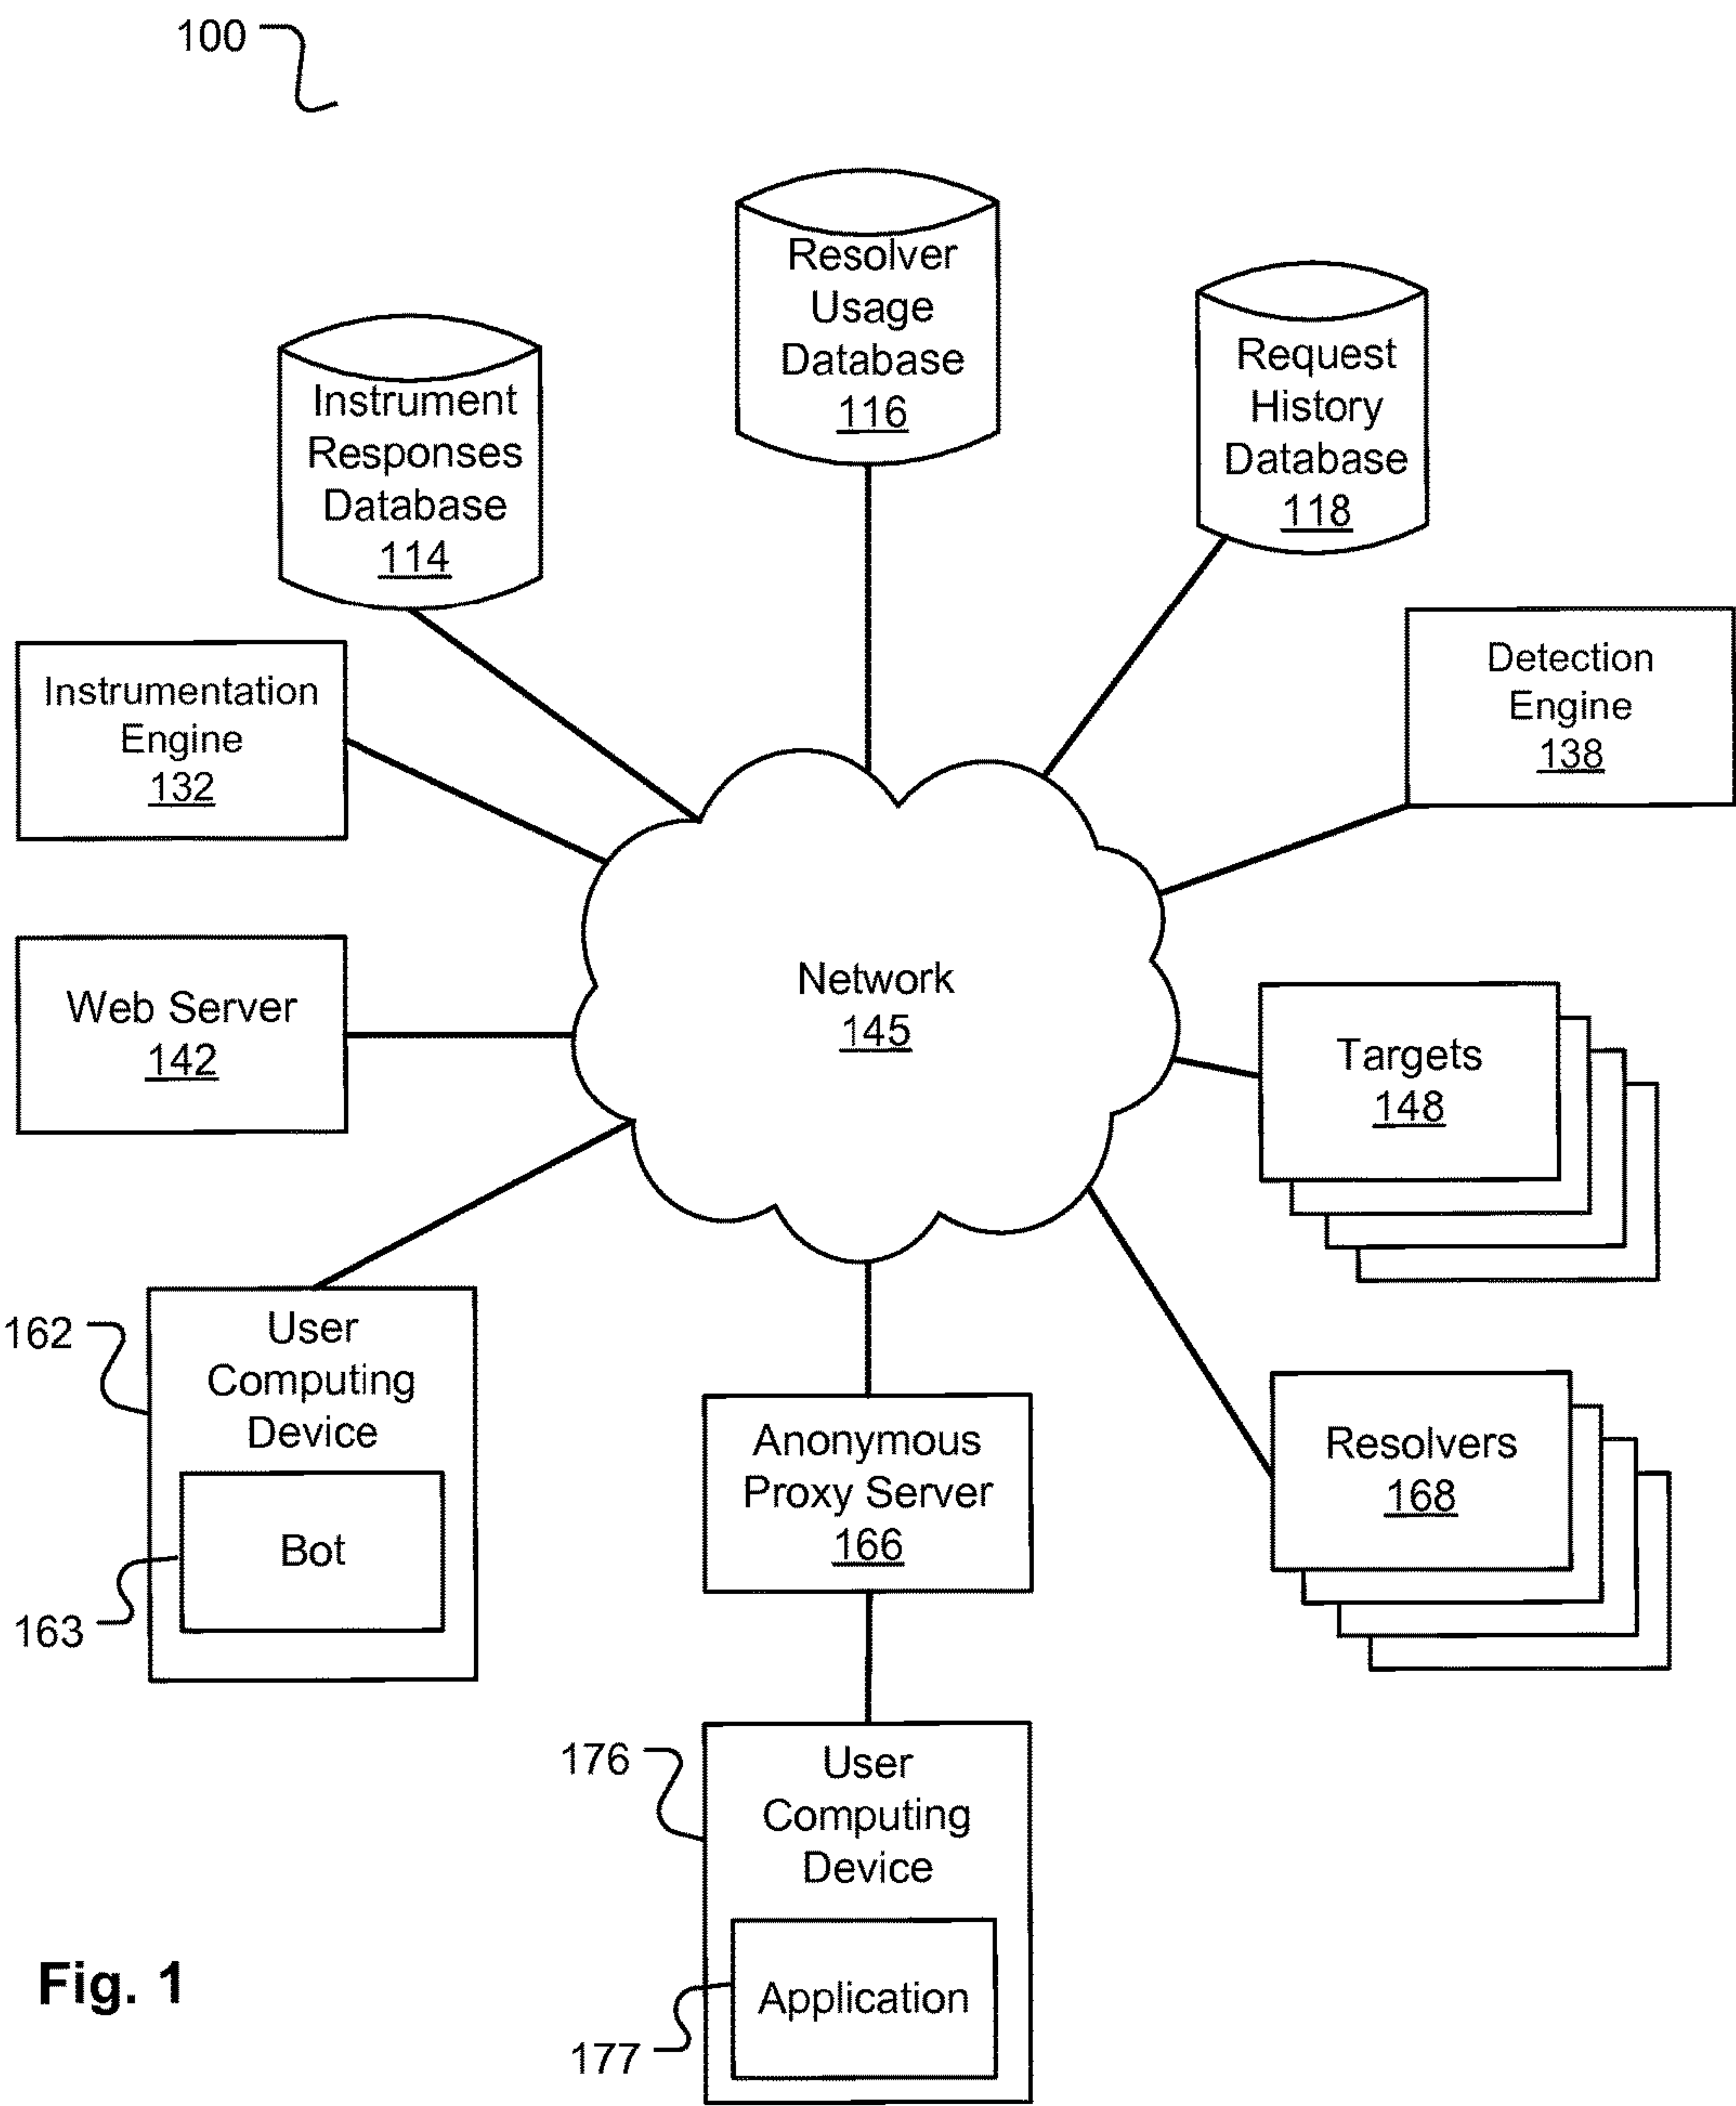 100
Resolver
Usage
Database
116
Request
History
Database
118
Instrument
Responses
Database
114
Instrumentation
Engine
132
Detection
Engine
138
Web Server
142
Network
145
Targets
148
162
User
Computing
Device
Bot
163
Anonymous
Proxy Server
166
Resolvers
168
176
User
Computing
Device
Application
177
Fig. 1